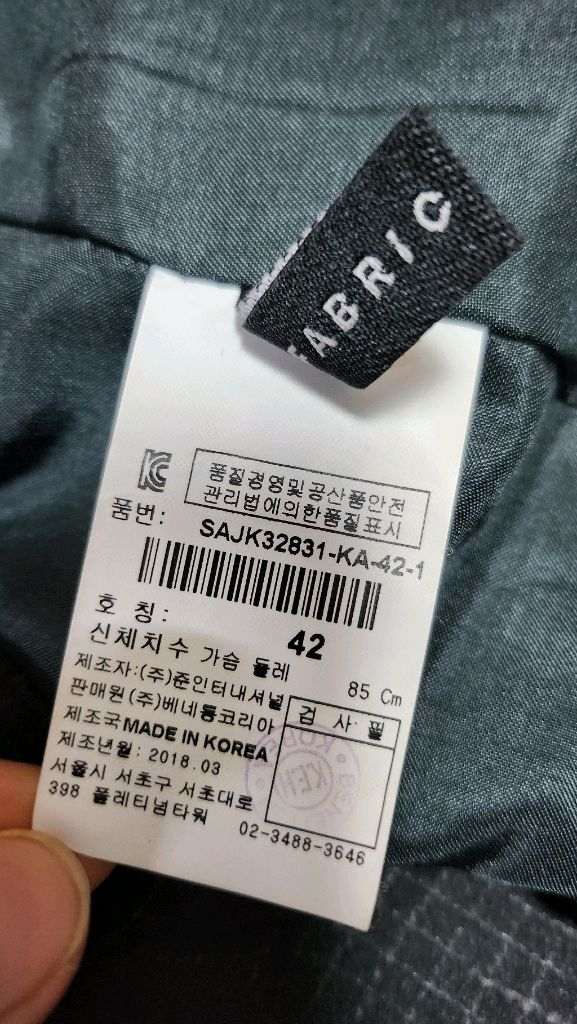 FABRIC
품질경영및공산품안전
관리법에의한품질표시
품번: SAJK32831-KA-42-1
호 칭: 42
신체치수 가슴 둘레 85 Cm
제조자:(주)준인터내셔널
판매원(주)베네통코리아
검 사 필
제조국MADE IN KOREA
제조년월: 2018.03
서울시 서초구 서초대로
398 플레티넘타워
02-3488-3646
KEH
KOREA